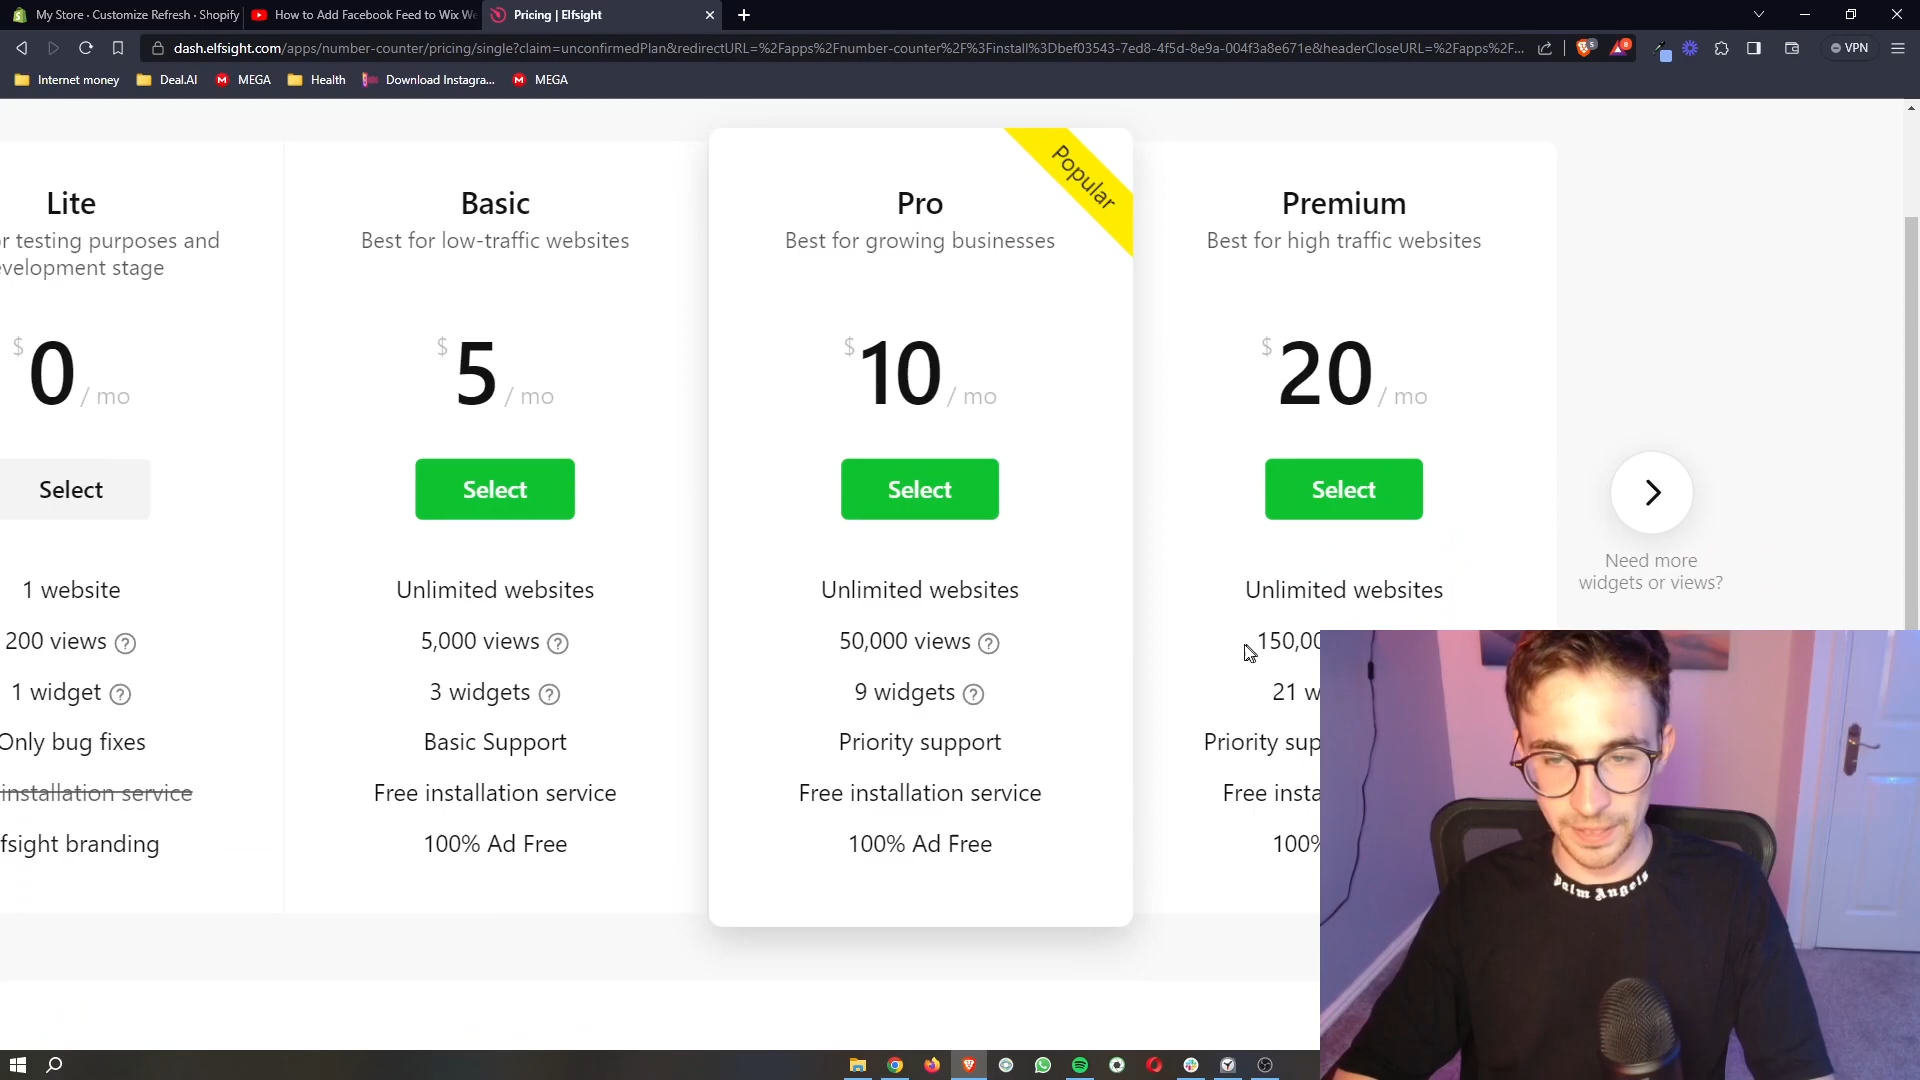 My Store · Customize Refresh · Shopify
How to Add Facebook Feed to Wix We
Pricing | Elfsight
dash.elfsight.com/apps/number-counter/pricing/single?claim=unconfirmedPlan&redirectURL=%2Fapps%2Fnumber-counter%2F%3Finstall%3Dbef03543-7ed8-4f5d-8e9a-004f3a8e671e&headerCloseURL=%2Fapps%2F...
VPN
Internet money
Deal.AI
MEGA
Health
Download Instagra...
MEGA
Popular
Lite
r testing purposes and
velopment stage
$ 0 / mo
Select
1 website
200 views
1 widget
Only bug fixes
installation service
fsight branding
Basic
Best for low-traffic websites
$ 5 / mo
Select
Unlimited websites
5,000 views
3 widgets
Basic Support
Free installation service
100% Ad Free
Pro
Best for growing businesses
$ 10 / mo
Select
Unlimited websites
50,000 views
9 widgets
Priority support
Free installation service
100% Ad Free
Premium
Best for high traffic websites
$ 20 / mo
Select
Unlimited websites
150,00
21 w
Priority sup
Free insta
100%
Need more
widgets or views?
Palm Angels